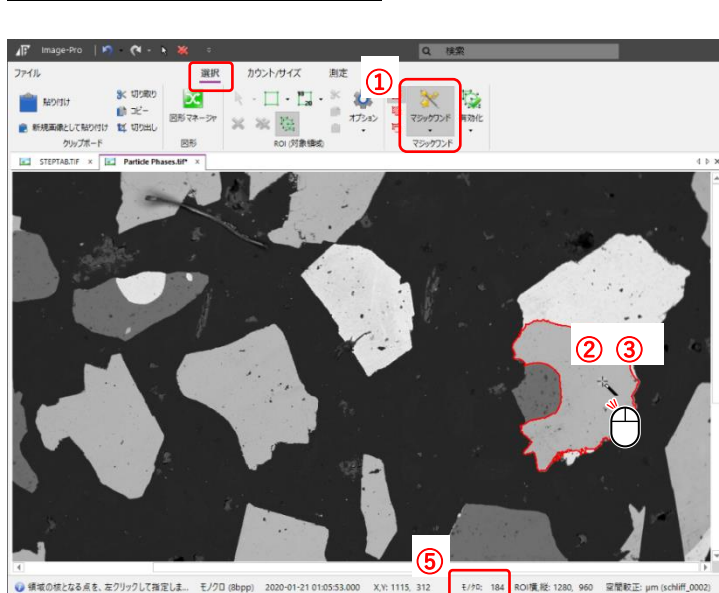 Image-Pro
検索
ファイル 選択 カウント/サイズ 測定
①
貼り付け
切り取り
コピー
新規画像として貼り付け
切り出し
クリップボード
図形 マネージャ
図形
オプション
ROI (対象領域)
マジックワンド
マジックワンド
有効化
STEPTAB.TIF ×
Particle Phases.tif* ×
② ③
⑤
領域の核となる点を、左クリックして指定しま...
モノクロ (8bpp)
2020-01-21 01:05:53.000
X,Y: 1115, 312
モノクロ: 184
ROI横,縦: 1280, 960
空間較正: µm (schliff_0002)